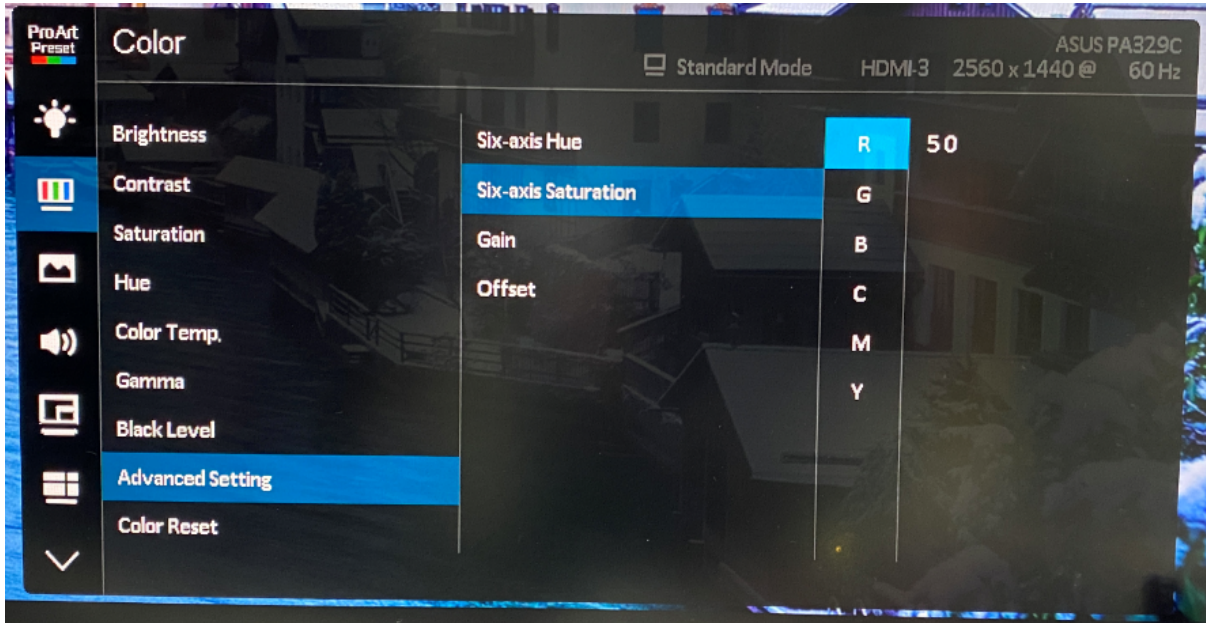 ProArt
Preset
Color
ASUS PA329C
Standard Mode HDMI-3 2560 x 1440 @ 60 Hz
Brightness
Contrast
Saturation
Hue
Color Temp.
Gamma
Black Level
Advanced Setting
Color Reset
Six-axis Hue
Six-axis Saturation
Gain
Offset
R 50
G
B
C
M
Y